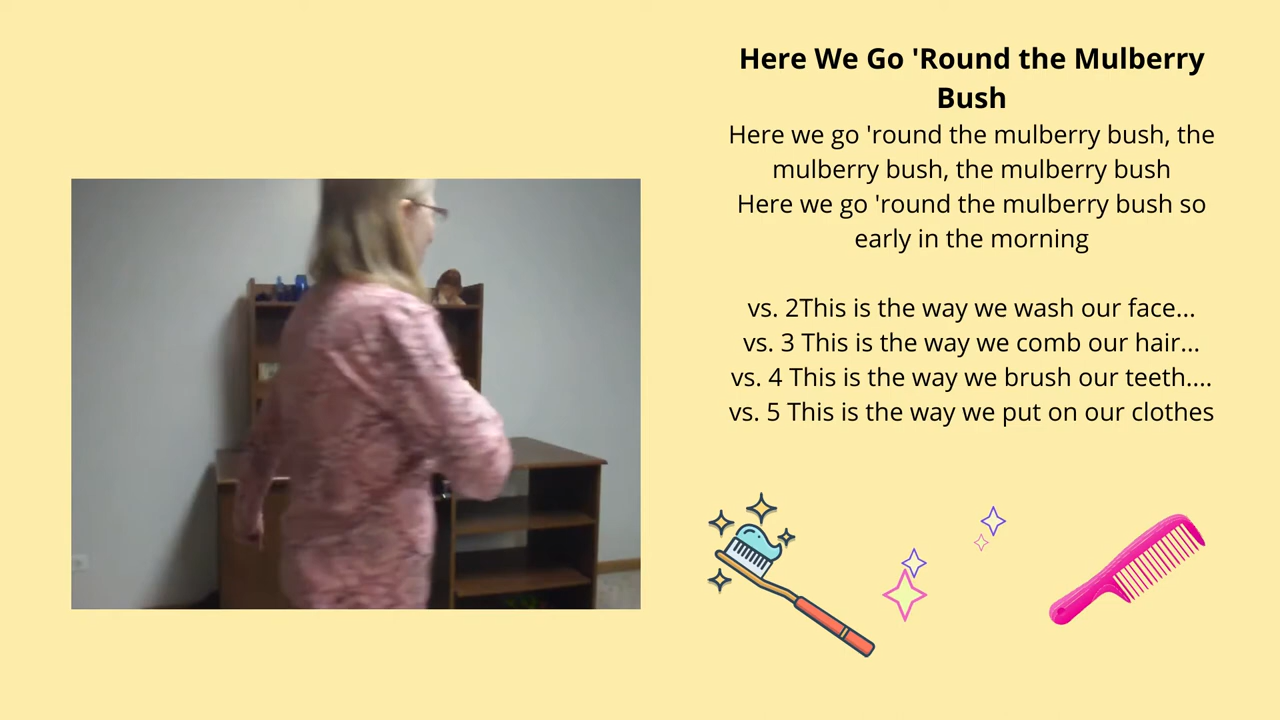 Here We Go 'Round the Mulberry
Bush
Here we go 'round the mulberry bush, the
mulberry bush, the mulberry bush
Here we go 'round the mulberry bush so
early in the morning
vs. 2This is the way we wash our face...
vs. 3 This is the way we comb our hair...
vs. 4 This is the way we brush our teeth....
vs. 5 This is the way we put on our clothes